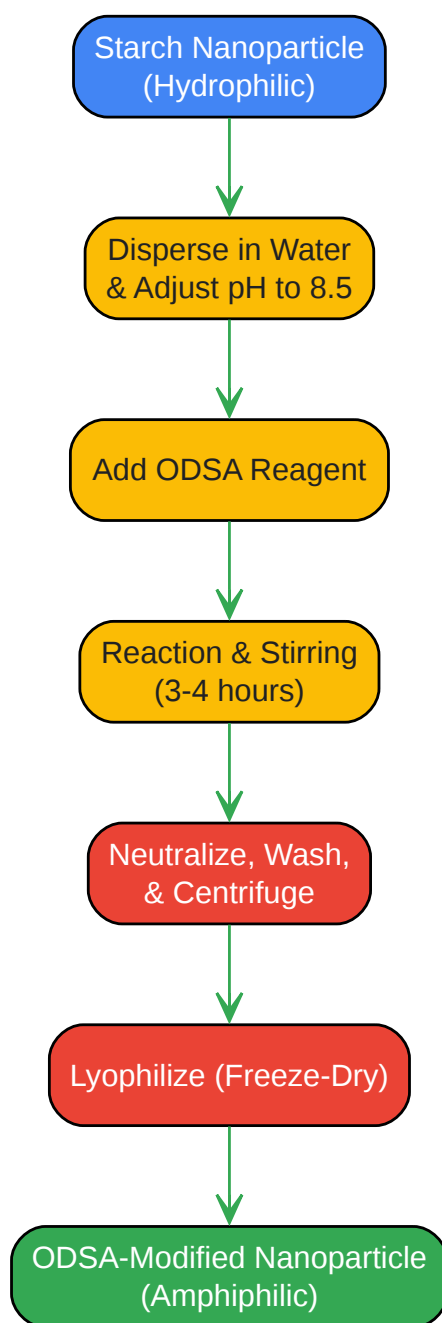 Starch Nanoparticle
(Hydrophilic)
Disperse in Water
& Adjust pH to 8.5
Add ODSA Reagent
Reaction & Stirring
(3-4 hours)
Neutralize, Wash,
& Centrifuge
Lyophilize (Freeze-Dry)
ODSA-Modified Nanoparticle
(Amphiphilic)